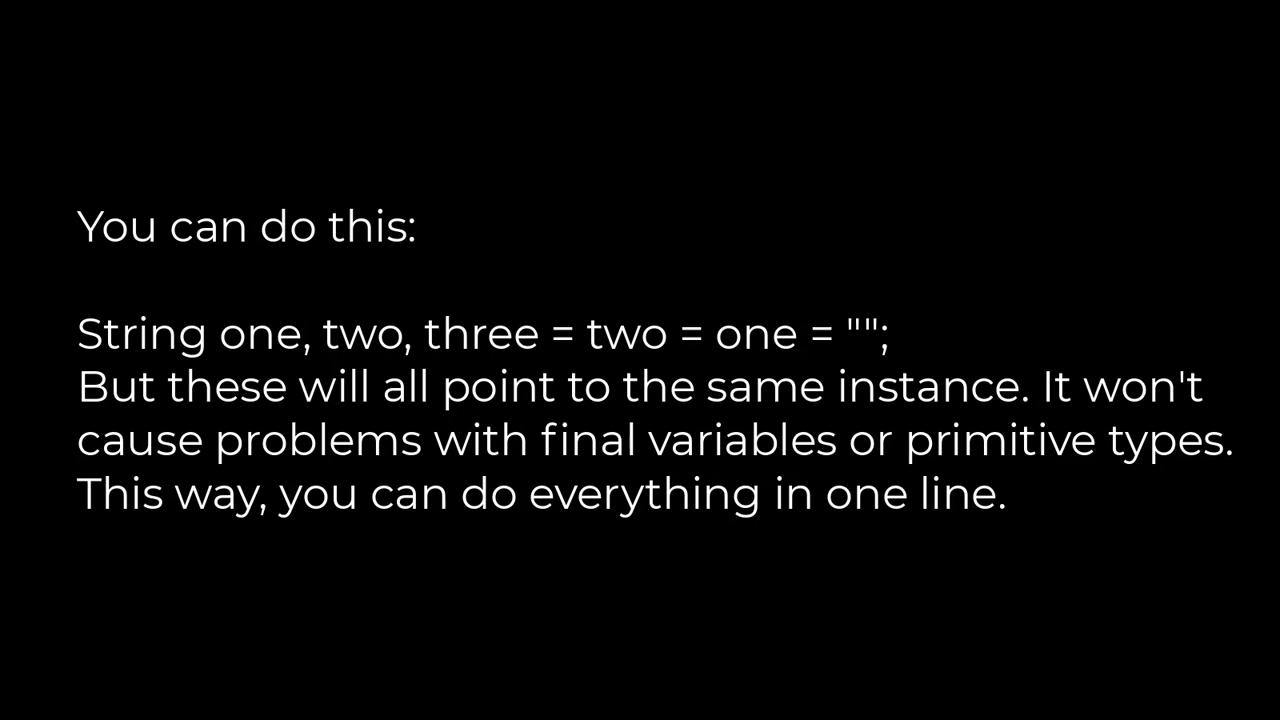 You can do this:
String one, two, three = two = one = "";
But these will all point to the same instance. It won't
cause problems with final variables or primitive types.
This way, you can do everything in one line.